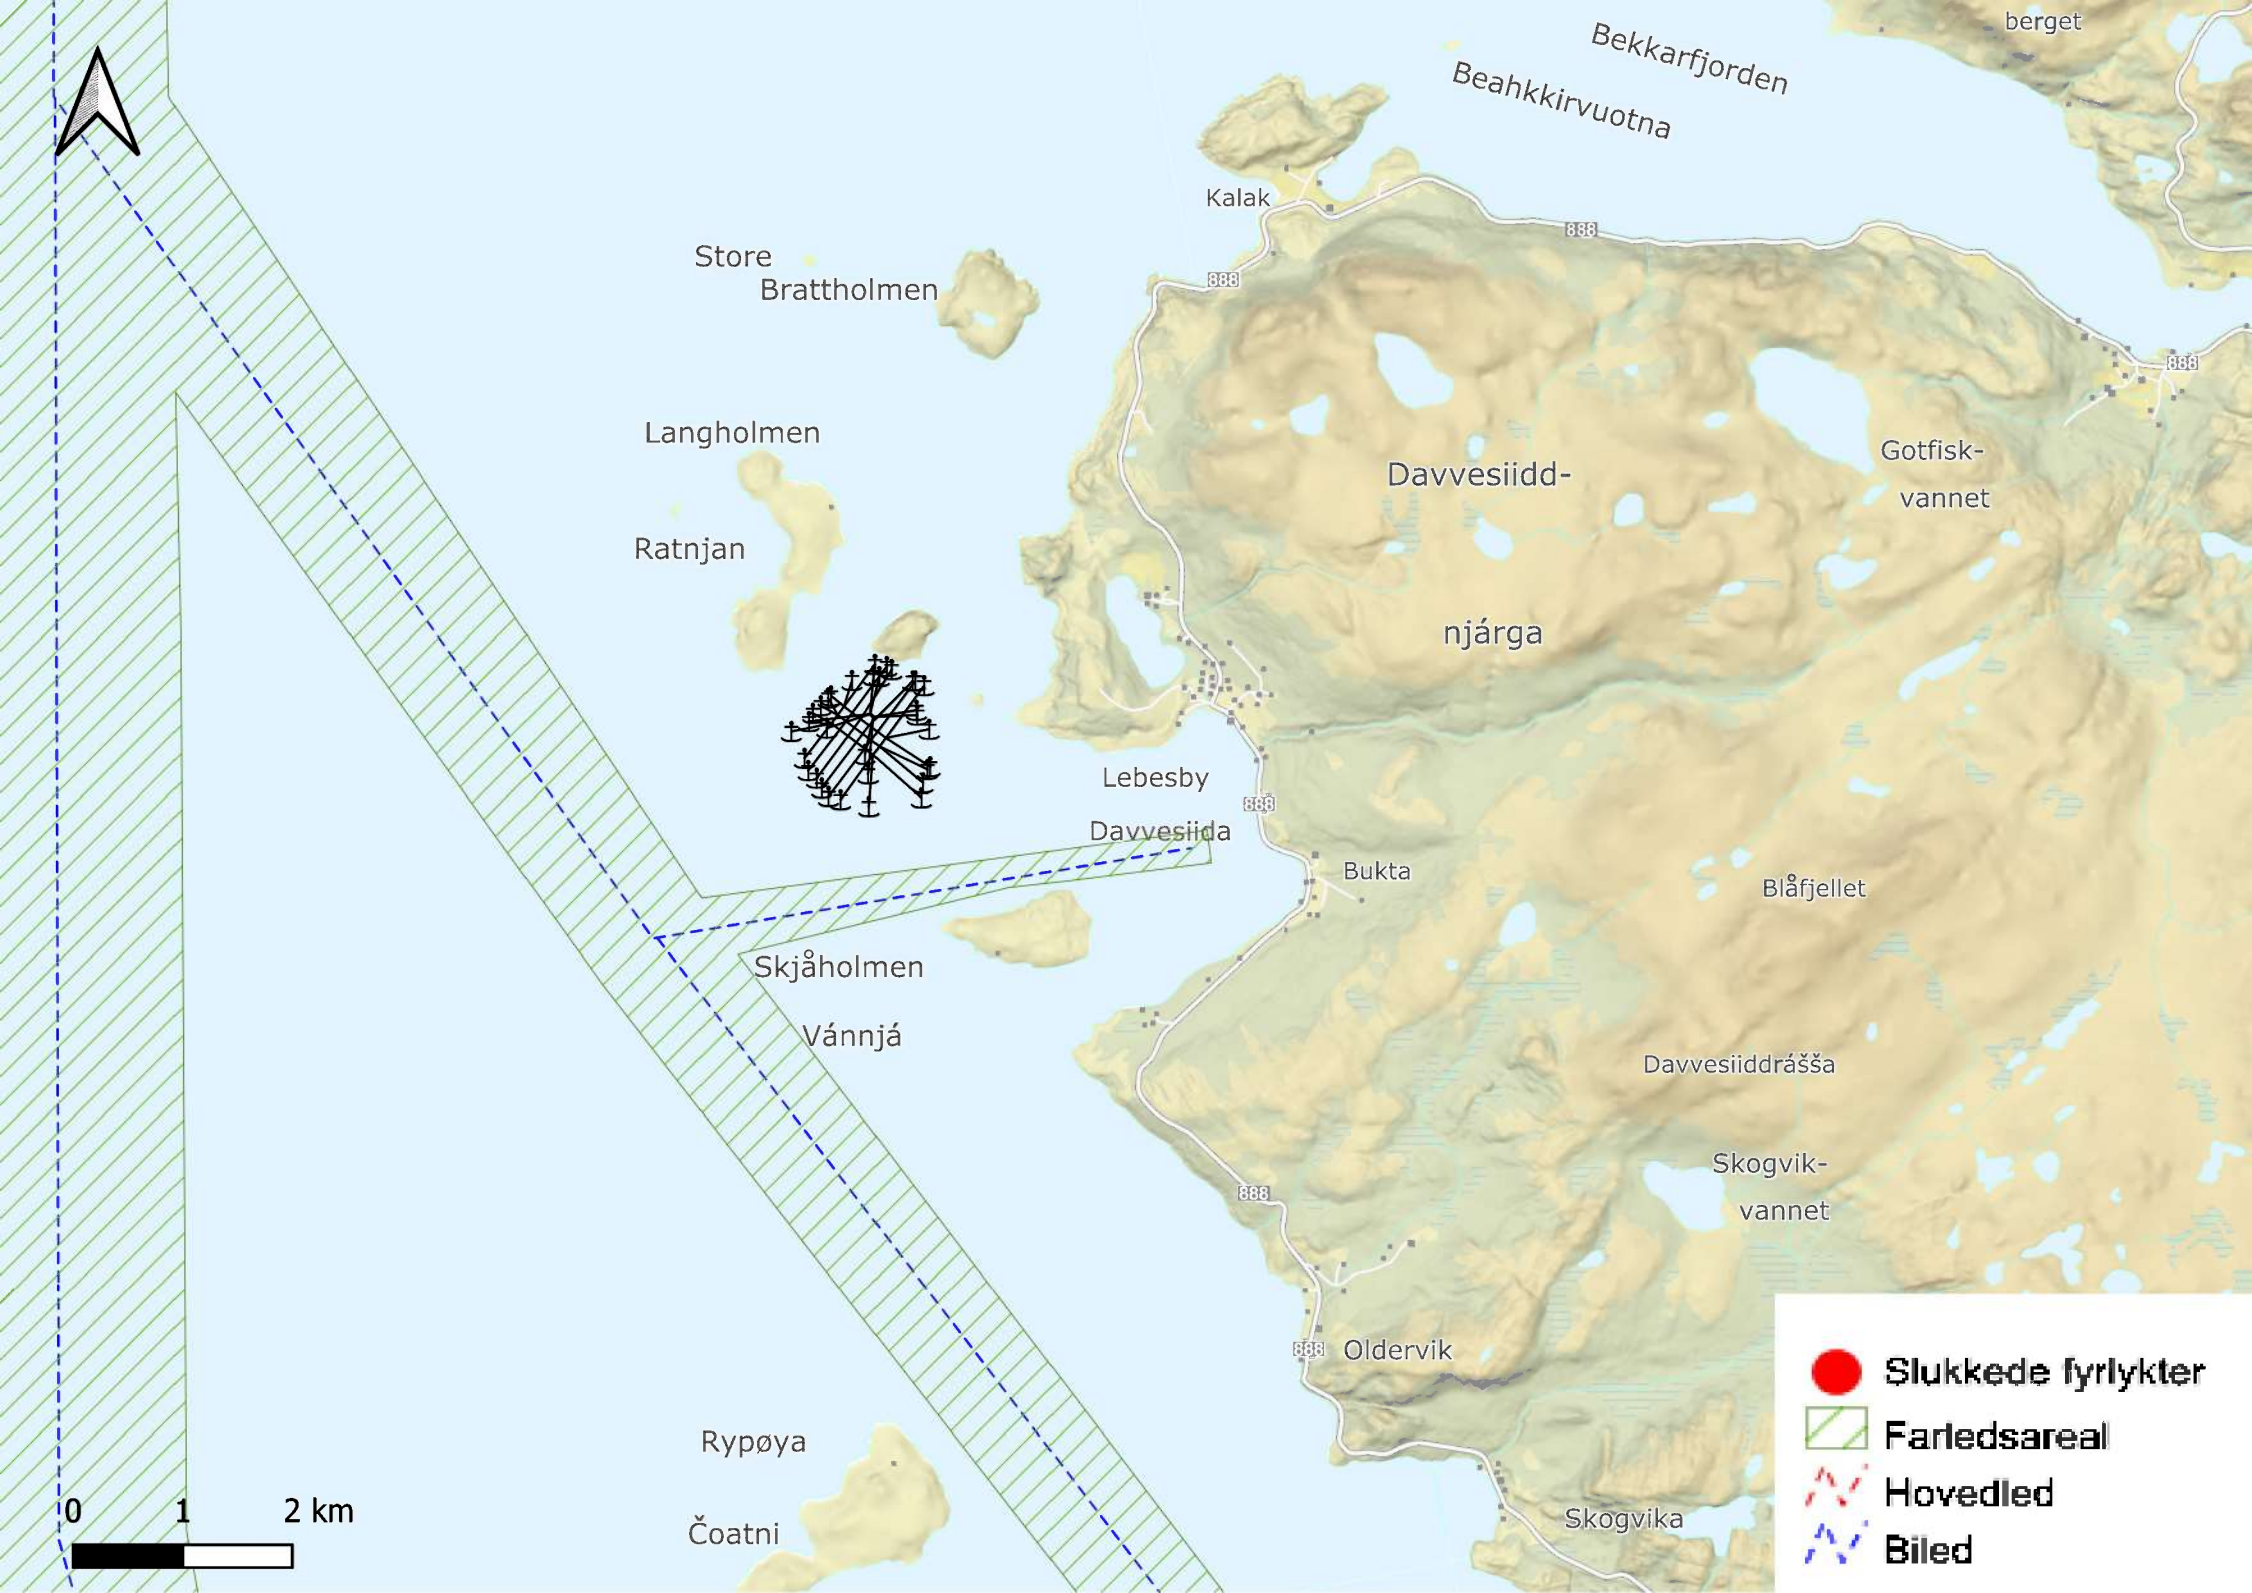 berget
Bekkarfjorden
Beahkkirvuotna
Kalak
888
Store
Brattholmen
888
888
Langholmen
Gotfisk-
vannet
Davvesiidd-
Ratnjan
njárga
Lebesby
888
Davvesiida
Bukta
Blåfjellet
Skjåholmen
Vánnjá
Davvesiiddrášša
Skogvik-
vannet
888
888
Oldervik
Rypøya
Čoatni
Skogvika
0 1 2 km
Slukkede fyrlykter
Farledsareal
Hovedled
Biled